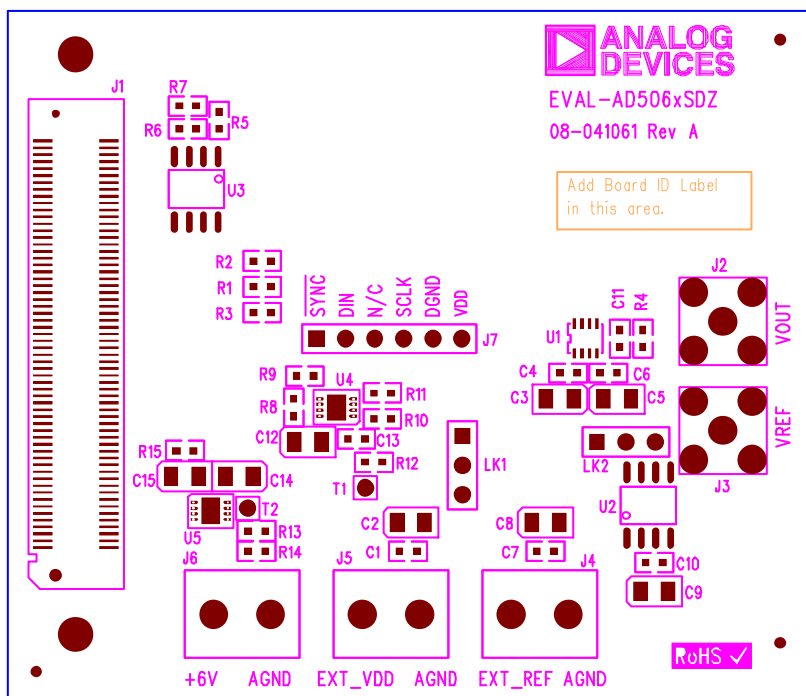 ANALOG
DEVICES
EVAL-AD506xSDZ
08-041061 Rev A
Add Board ID Label
in this area.
J1
R7
R6
R5
U3
R2
R1
R3
SYNC
DIN
N/C
SCLK
DGND
VDD
J7
U1
C11
R4
J2
VOUT
C4
C6
C3
C5
R9
U4
R11
R8
R10
C12
C13
R12
T1
LK1
LK2
VREF
J3
R15
C15
C14
U5
T2
R13
R14
C2
C1
C8
C7
U2
C10
C9
J6
J5
J4
+6V AGND
EXT_VDD AGND
EXT_REF AGND
RoHS ✓